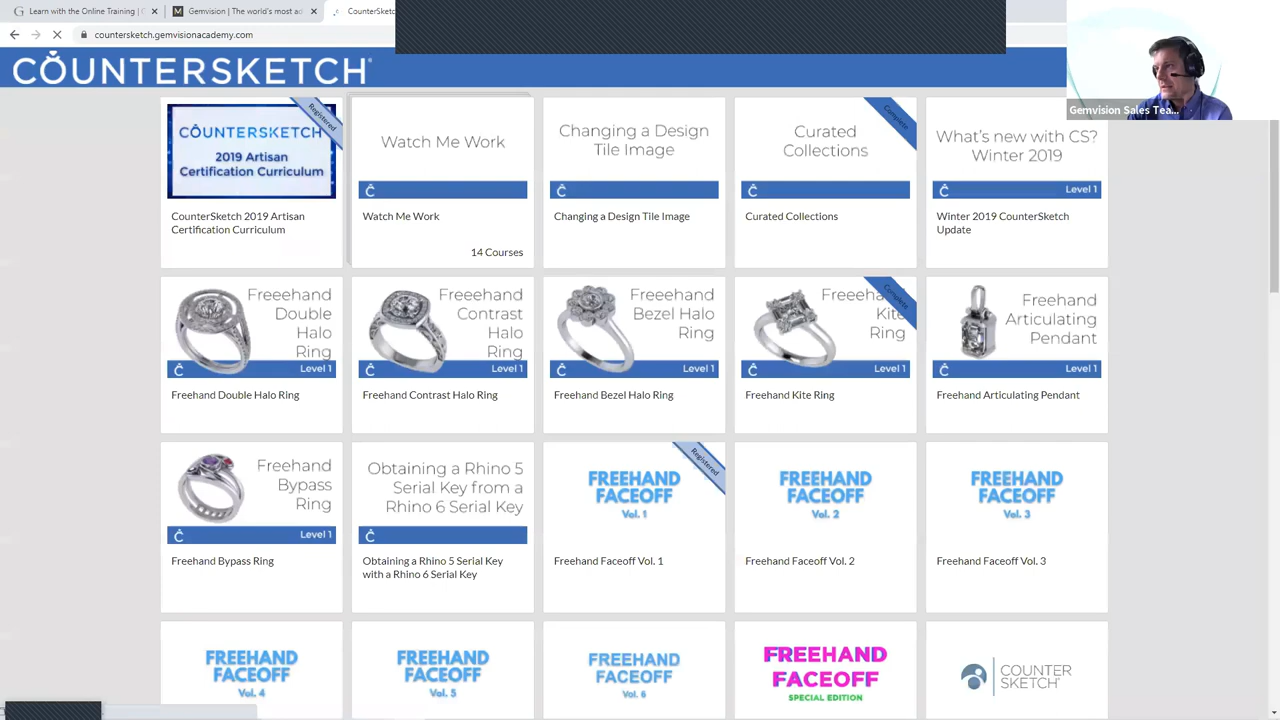 Learn with the Online Training |
Gemvision | The world's most ad
CounterSketc
countersketch.gemvisionacademy.com
COUNTERSKETCH®
Gemvision Sales Tea...
CÔUNTERSKETCH
2019 Artisan
Certification Curriculum
Registered
CounterSketch 2019 Artisan
Certification Curriculum
Watch Me Work
Ĉ
Watch Me Work
14 Courses
Changing a Design
Tile Image
Ĉ
Changing a Design Tile Image
Curated
Collections
Complete
Ĉ
Curated Collections
What's new with CS?
Winter 2019
Ĉ Level 1
Winter 2019 CounterSketch
Update
Freeehand
Double
Halo
Ring
Ĉ Level 1
Freehand Double Halo Ring
Freeehand
Contrast
Halo
Ring
Ĉ Level 1
Freehand Contrast Halo Ring
Freeehand
Bezel Halo
Ring
Ĉ Level 1
Freehand Bezel Halo Ring
Freeehand
Kite
Ring
Complete
Ĉ Level 1
Freehand Kite Ring
Freehand
Articulating
Pendant
Ĉ Level 1
Freehand Articulating Pendant
Freehand
Bypass
Ring
Ĉ Level 1
Freehand Bypass Ring
Obtaining a Rhino 5
Serial Key from a
Rhino 6 Serial Key
Ĉ
Obtaining a Rhino 5 Serial Key
with a Rhino 6 Serial Key
FREEHAND
FACEOFF
Vol. 1
Registered
Freehand Faceoff Vol. 1
FREEHAND
FACEOFF
Vol. 2
Freehand Faceoff Vol. 2
FREEHAND
FACEOFF
Vol. 3
Freehand Faceoff Vol. 3
FREEHAND
FACEOFF
Vol. 4
FREEHAND
FACEOFF
Vol. 5
FREEHAND
FACEOFF
Vol. 6
FREEHAND
FACEOFF
SPECIAL EDITION
COUNTER
SKETCH